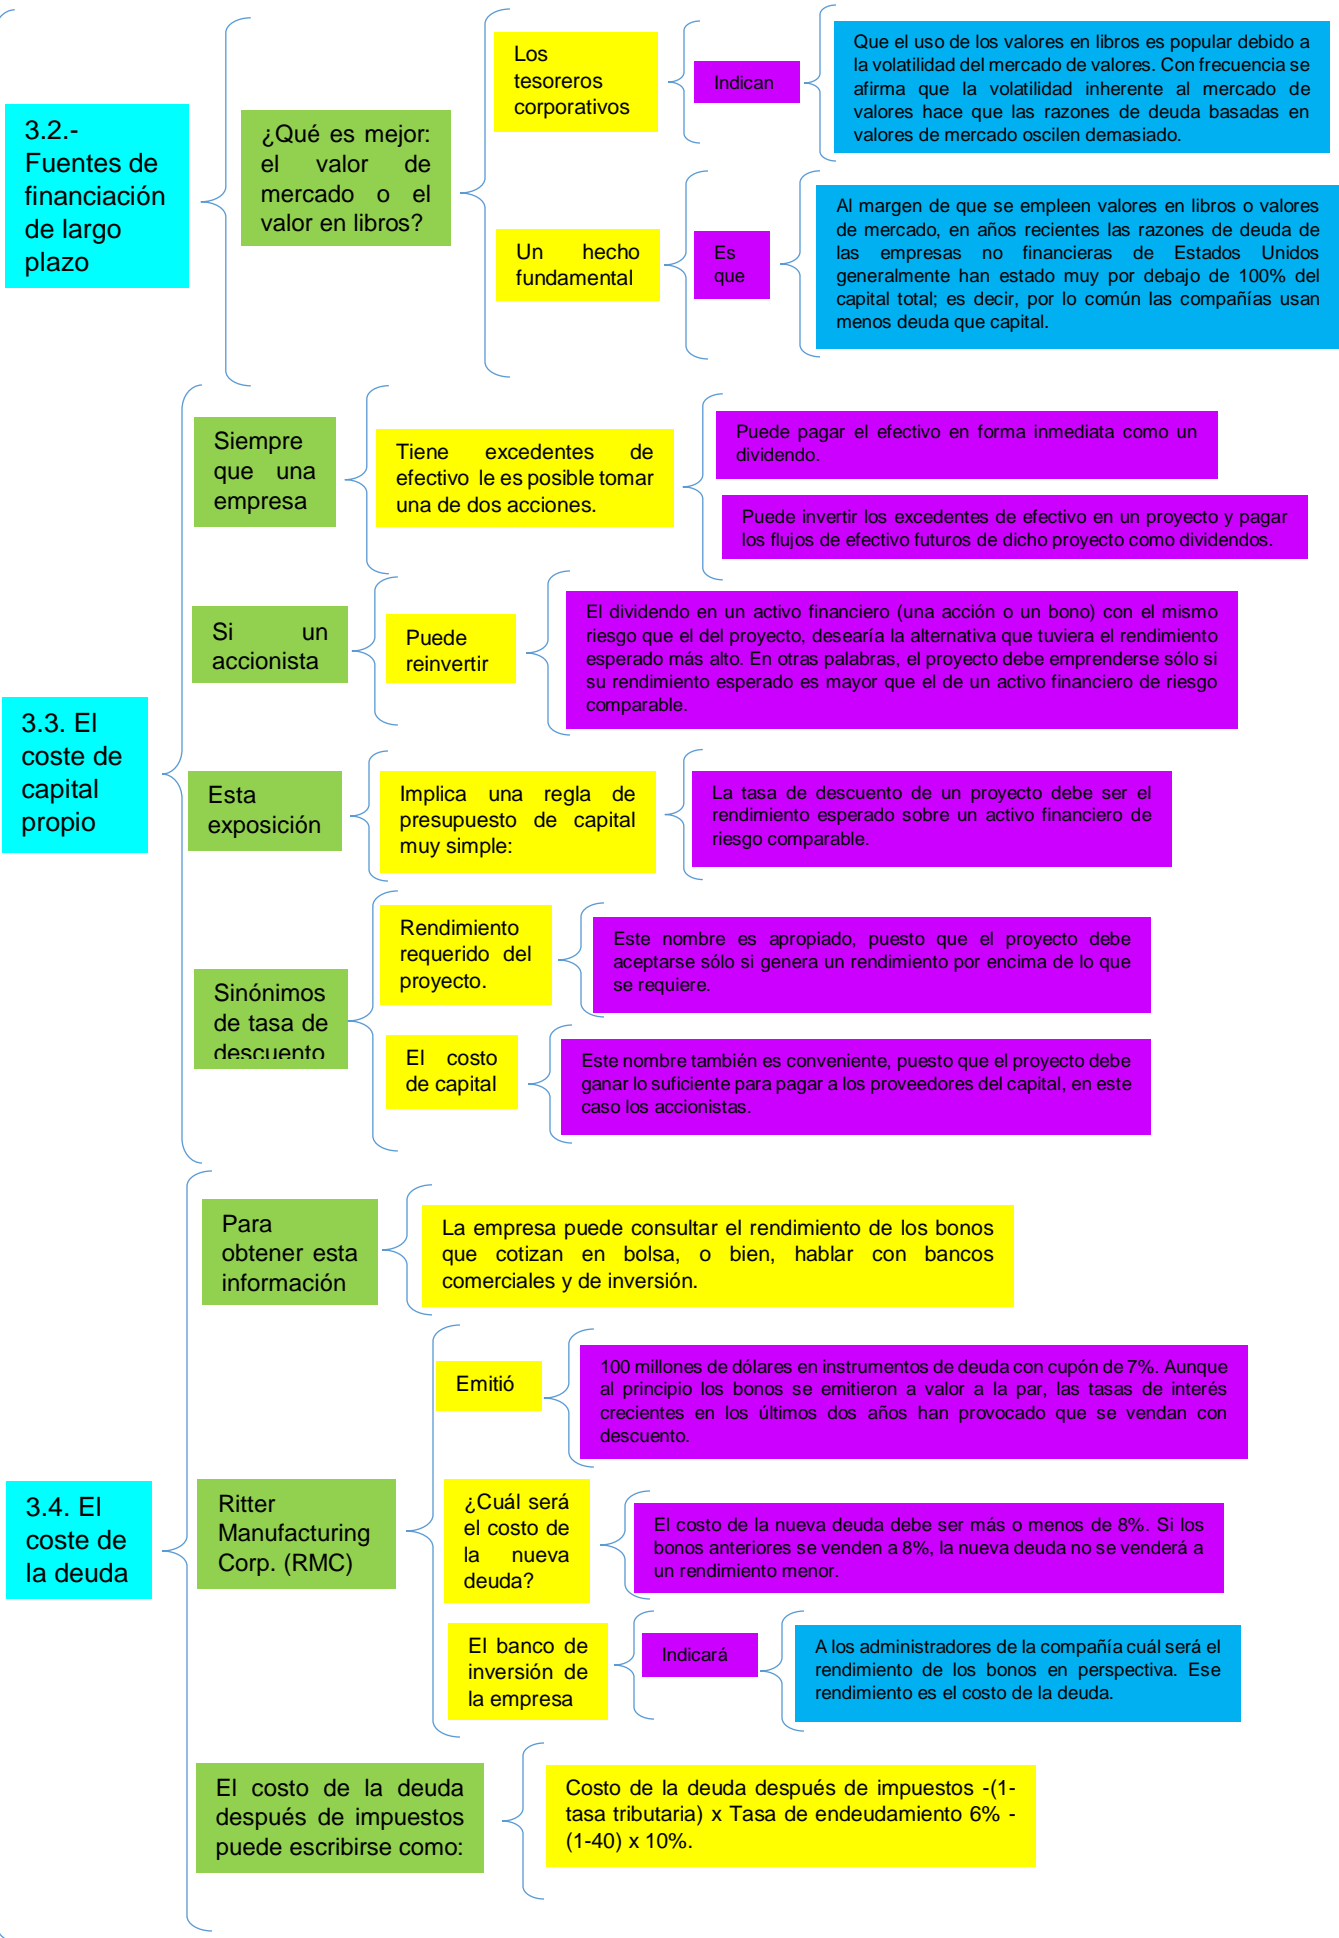 3.2.-
Fuentes de
financiación
de largo
plazo
¿Qué es mejor:
el valor de
mercado o el
valor en libros?
Los
tesoreros
corporativos
Indican
Que el uso de los valores en libros es popular debido a
la volatilidad del mercado de valores. Con frecuencia se
afirma que la volatilidad inherente al mercado de
valores hace que las razones de deuda basadas en
valores de mercado oscilen demasiado.
Un hecho
fundamental
Es
que
Al margen de que se empleen valores en libros o valores
de mercado, en años recientes las razones de deuda de
las empresas no financieras de Estados Unidos
generalmente han estado muy por debajo de 100% del
capital total; es decir, por lo común las compañías usan
menos deuda que capital.
3.3. El
coste de
capital
propio
Siempre
que una
empresa
Tiene excedentes de
efectivo le es posible tomar
una de dos acciones.
Puede pagar el efectivo en forma inmediata como un
dividendo.
Puede invertir los excedentes de efectivo en un proyecto y pagar
los flujos de efectivo futuros de dicho proyecto como dividendos.
Si un
accionista
Puede
reinvertir
El dividendo en un activo financiero (una acción o un bono) con el mismo
riesgo que el del proyecto, desearía la alternativa que tuviera el rendimiento
esperado más alto. En otras palabras, el proyecto debe emprenderse sólo si
su rendimiento esperado es mayor que el de un activo financiero de riesgo
comparable.
Esta
exposición
Implica una regla de
presupuesto de capital
muy simple:
La tasa de descuento de un proyecto debe ser el
rendimiento esperado sobre un activo financiero de
riesgo comparable.
Sinónimos
de tasa de
descuento
Rendimiento
requerido del
proyecto.
Este nombre es apropiado, puesto que el proyecto debe
aceptarse sólo si genera un rendimiento por encima de lo que
se requiere.
El costo
de capital
Este nombre también es conveniente, puesto que el proyecto debe
ganar lo suficiente para pagar a los proveedores del capital, en este
caso los accionistas.
3.4. El
coste de
la deuda
Para
obtener esta
información
La empresa puede consultar el rendimiento de los bonos
que cotizan en bolsa, o bien, hablar con bancos
comerciales y de inversión.
Ritter
Manufacturing
Corp. (RMC)
Emitió
100 millones de dólares en instrumentos de deuda con cupón de 7%. Aunque
al principio los bonos se emitieron a valor a la par, las tasas de interés
crecientes en los últimos dos años han provocado que se vendan con
descuento.
¿Cuál será
el costo de
la nueva
deuda?
El costo de la nueva deuda debe ser más o menos de 8%. Si los
bonos anteriores se venden a 8%, la nueva deuda no se venderá a
un rendimiento menor.
El banco de
inversión de
la empresa
Indicará
A los administradores de la compañía cuál será el
rendimiento de los bonos en perspectiva. Ese
rendimiento es el costo de la deuda.
El costo de la deuda
después de impuestos
puede escribirse como:
Costo de la deuda después de impuestos -(1-
tasa tributaria) x Tasa de endeudamiento 6% -
(1-40) x 10%.